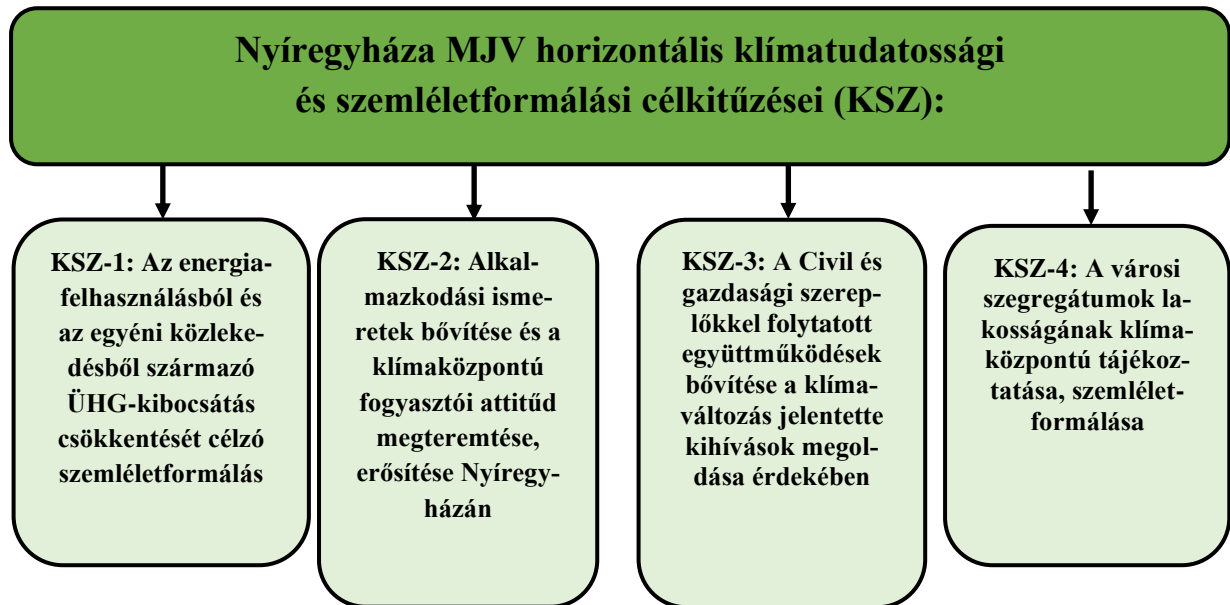 Nyíregyháza MJV horizontális klímatudatossági
és szemléletformálási célkitűzései (KSZ):
KSZ-1: Az energia-
felhasználásból és
az egyéni közleke-
désből származó
ÜHG-kibocsátás
csökkentését célzó
szemléletformálás
KSZ-2: Alkal-
mazkodási isme-
retek bővítése és a
klímaközpontú
fogyasztói attitűd
megteremtése,
erősítése Nyíregy-
házán
KSZ-3: A Civil és
gazdasági szerep-
lőkkel folytatott
együttműködések
bővítése a klíma-
változás jelentette
kihívások megol-
dása érdekében
KSZ-4: A városi
szegregátumok la-
kosságának klíma-
központú tájékoz-
tatása, szemlélet-
formálása